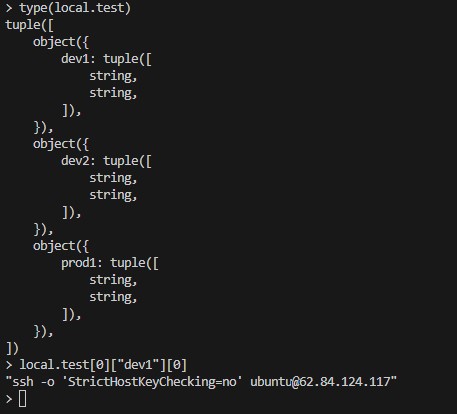 > type(local.test)
tuple([
    object({
        dev1: tuple([
            string,
            string,
        ]),
    }),
    object({
        dev2: tuple([
            string,
            string,
        ]),
    }),
    object({
        prod1: tuple([
            string,
            string,
        ]),
    }),
])
> local.test[0]["dev1"][0]
"ssh -o 'StrictHostKeyChecking=no' ubuntu@62.84.124.117"
>